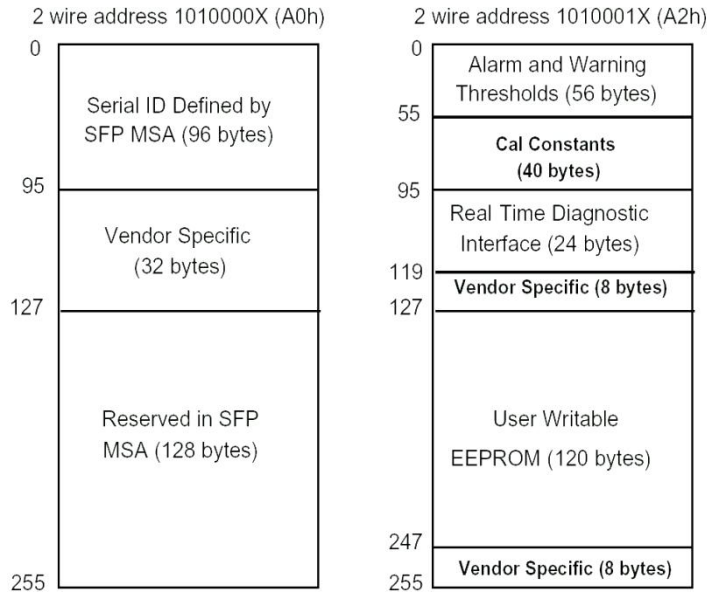 2 wire address 1010000X (A0h)
0
Serial ID Defined by
SFP MSA (96 bytes)
95
Vendor Specific
(32 bytes)
127
Reserved in SFP
MSA (128 bytes)
255
2 wire address 1010001X (A2h)
0
Alarm and Warning
Thresholds (56 bytes)
55
Cal Constants
(40 bytes)
95
Real Time Diagnostic
Interface (24 bytes)
119
Vendor Specific (8 bytes)
127
User Writable
EEPROM (120 bytes)
247
Vendor Specific (8 bytes)
255